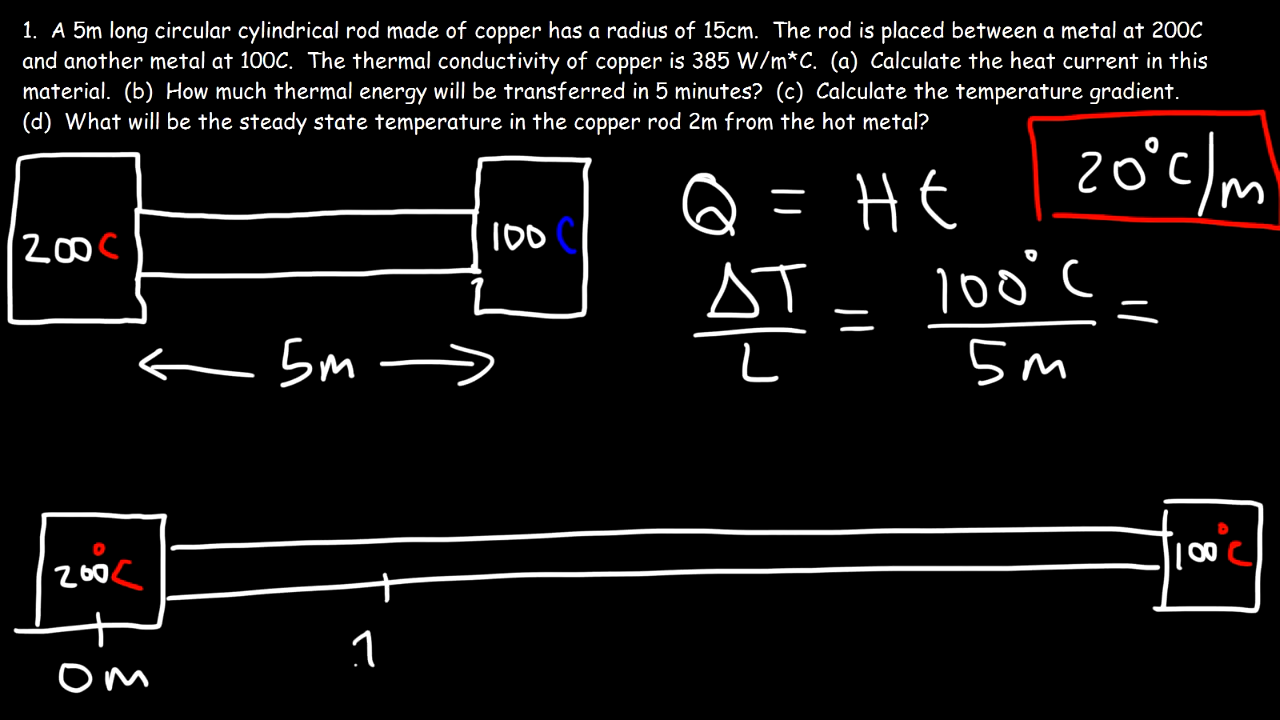 1. A 5m long circular cylindrical rod made of copper has a radius of 15cm. The rod is placed between a metal at 200C
and another metal at 100C. The thermal conductivity of copper is 385 W/m*C. (a) Calculate the heat current in this
material. (b) How much thermal energy will be transferred in 5 minutes? (c) Calculate the temperature gradient.
(d) What will be the steady state temperature in the copper rod 2m from the hot metal?
200C
100C
5m
Q = Ht
20°C/m
ΔT/L = 100°C/5m =
200°C
100°C
0m
1